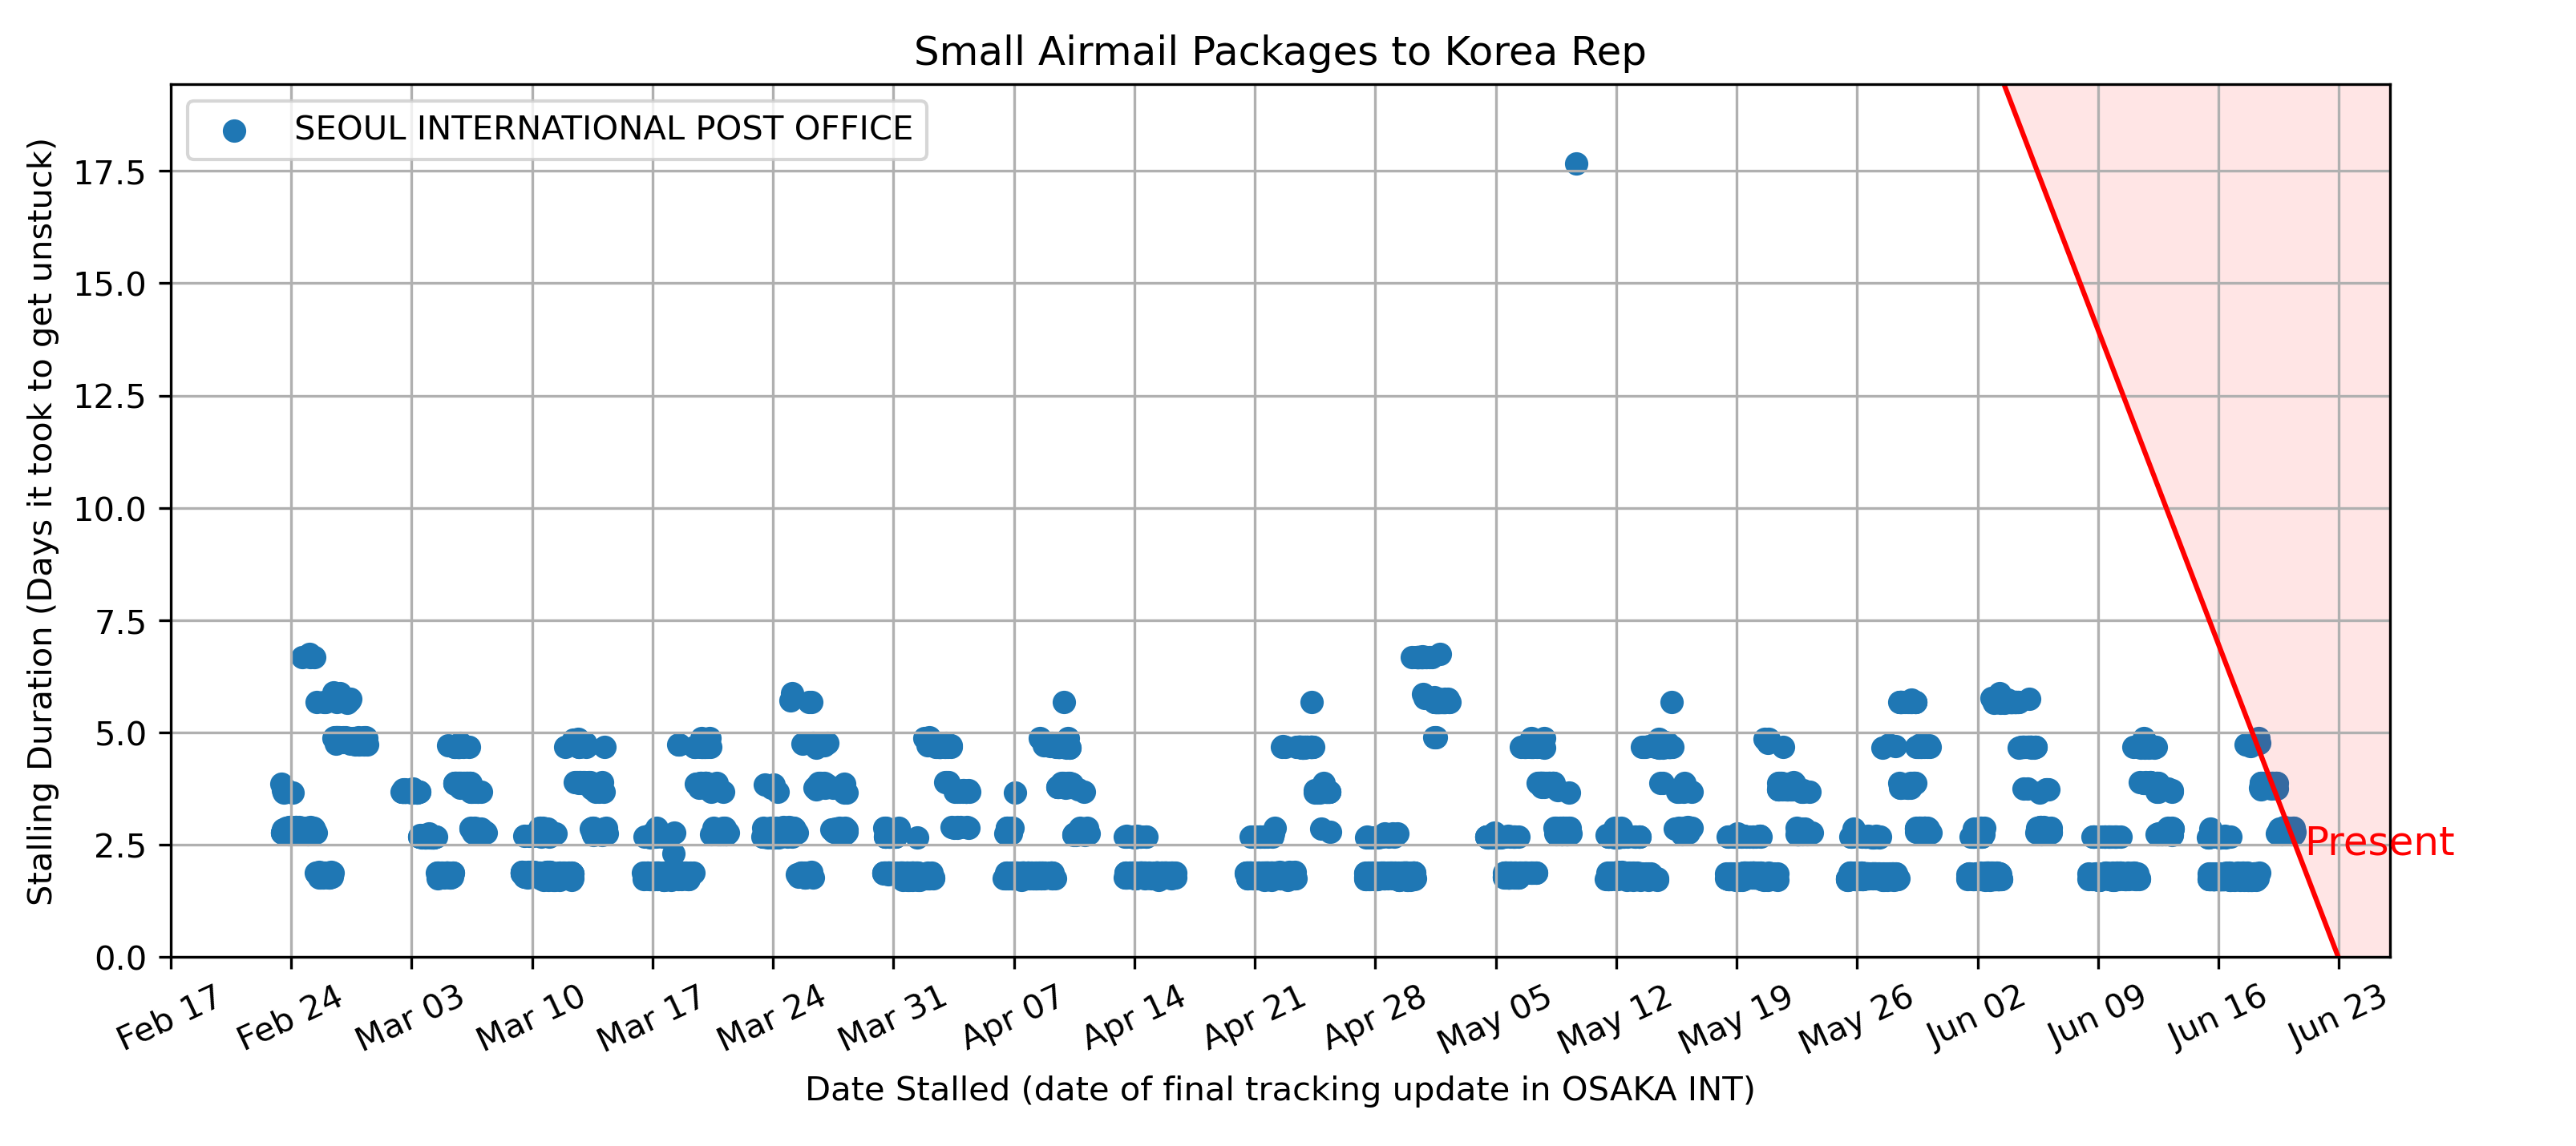 Small Airmail Packages to Korea Rep
SEOUL INTERNATIONAL POST OFFICE
Stalling Duration (Days it took to get unstuck)
17.5
15.0
12.5
10.0
7.5
5.0
2.5
0.0
Present
Feb 17
Feb 24
Mar 03
Mar 10
Mar 17
Mar 24
Mar 31
Apr 07
Apr 14
Apr 21
Apr 28
May 05
May 12
May 19
May 26
Jun 02
Jun 09
Jun 16
Jun 23
Date Stalled (date of final tracking update in OSAKA INT)